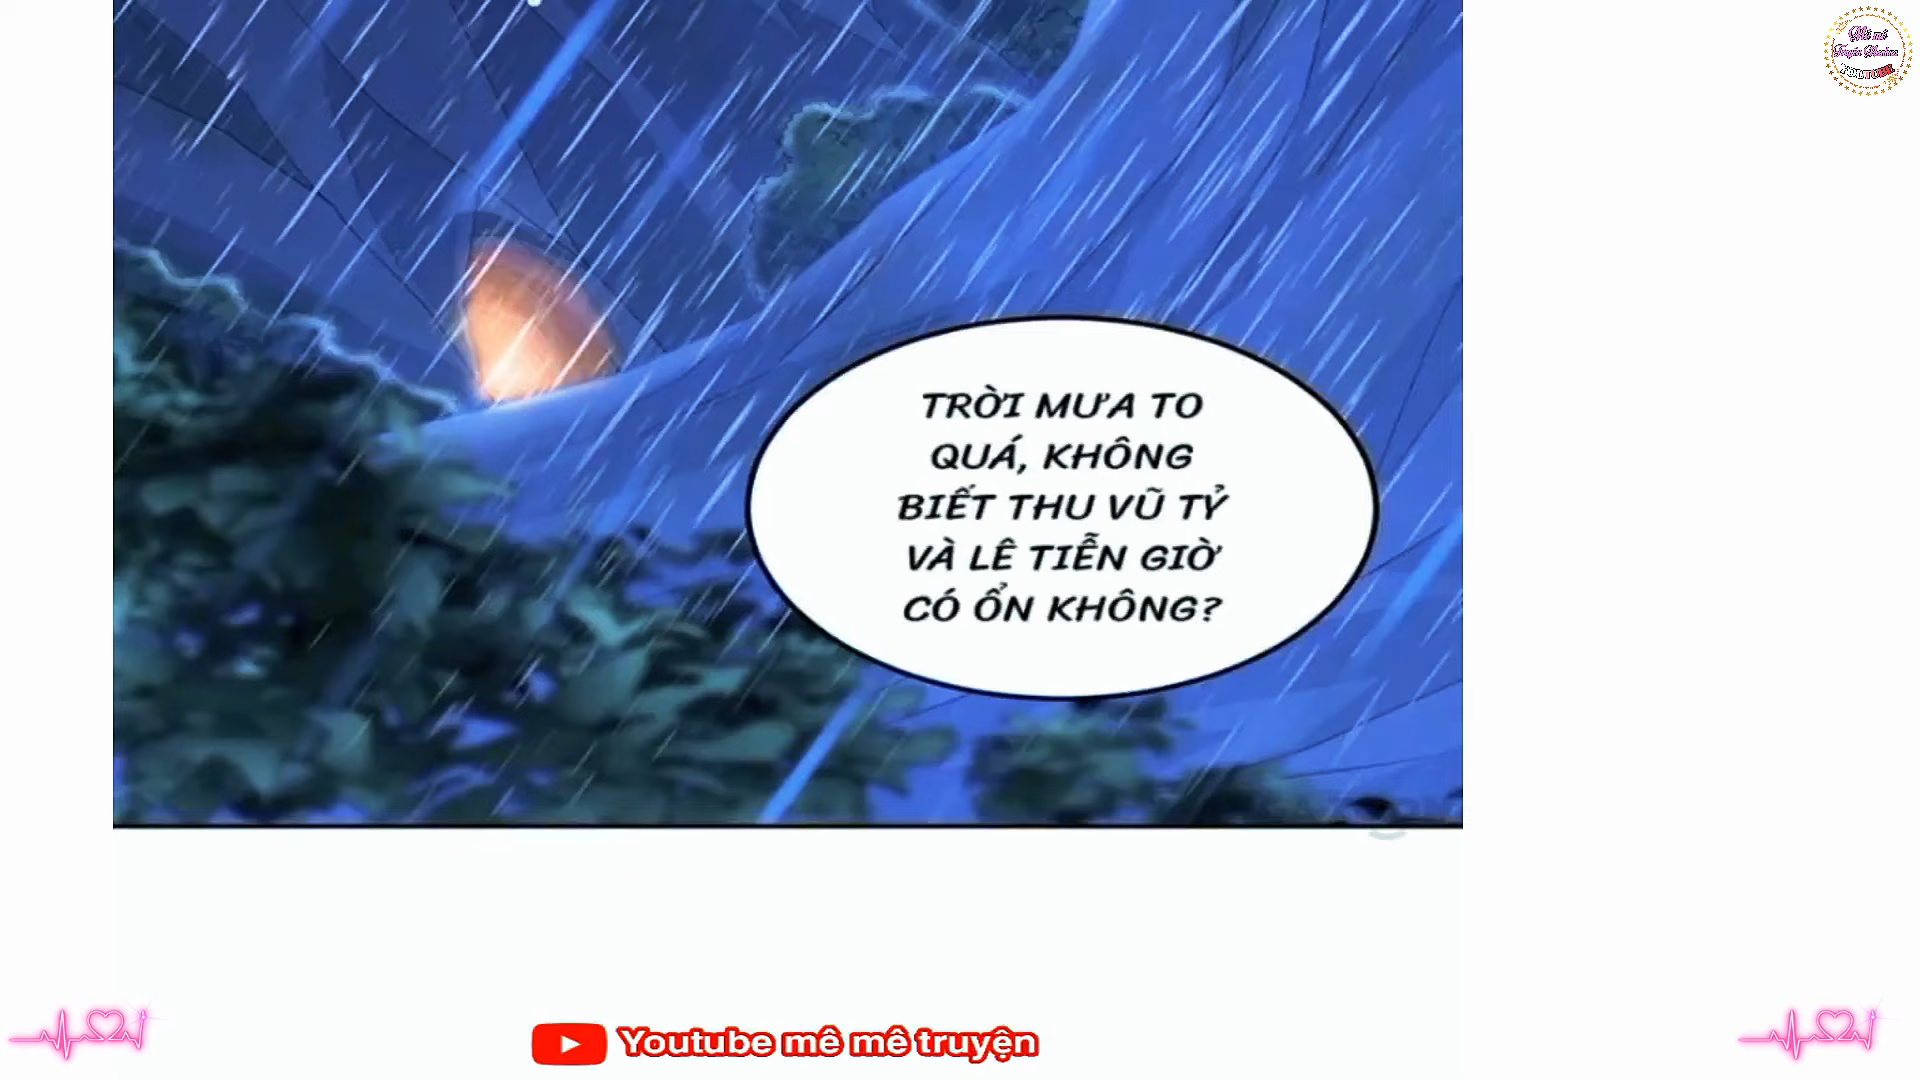 TRỜI MƯA TO
QUÁ, KHÔNG
BIẾT THU VŨ TỶ
VÀ LÊ TIỄN GIỜ
CÓ ỔN KHÔNG?
Youtube mê mê truyện